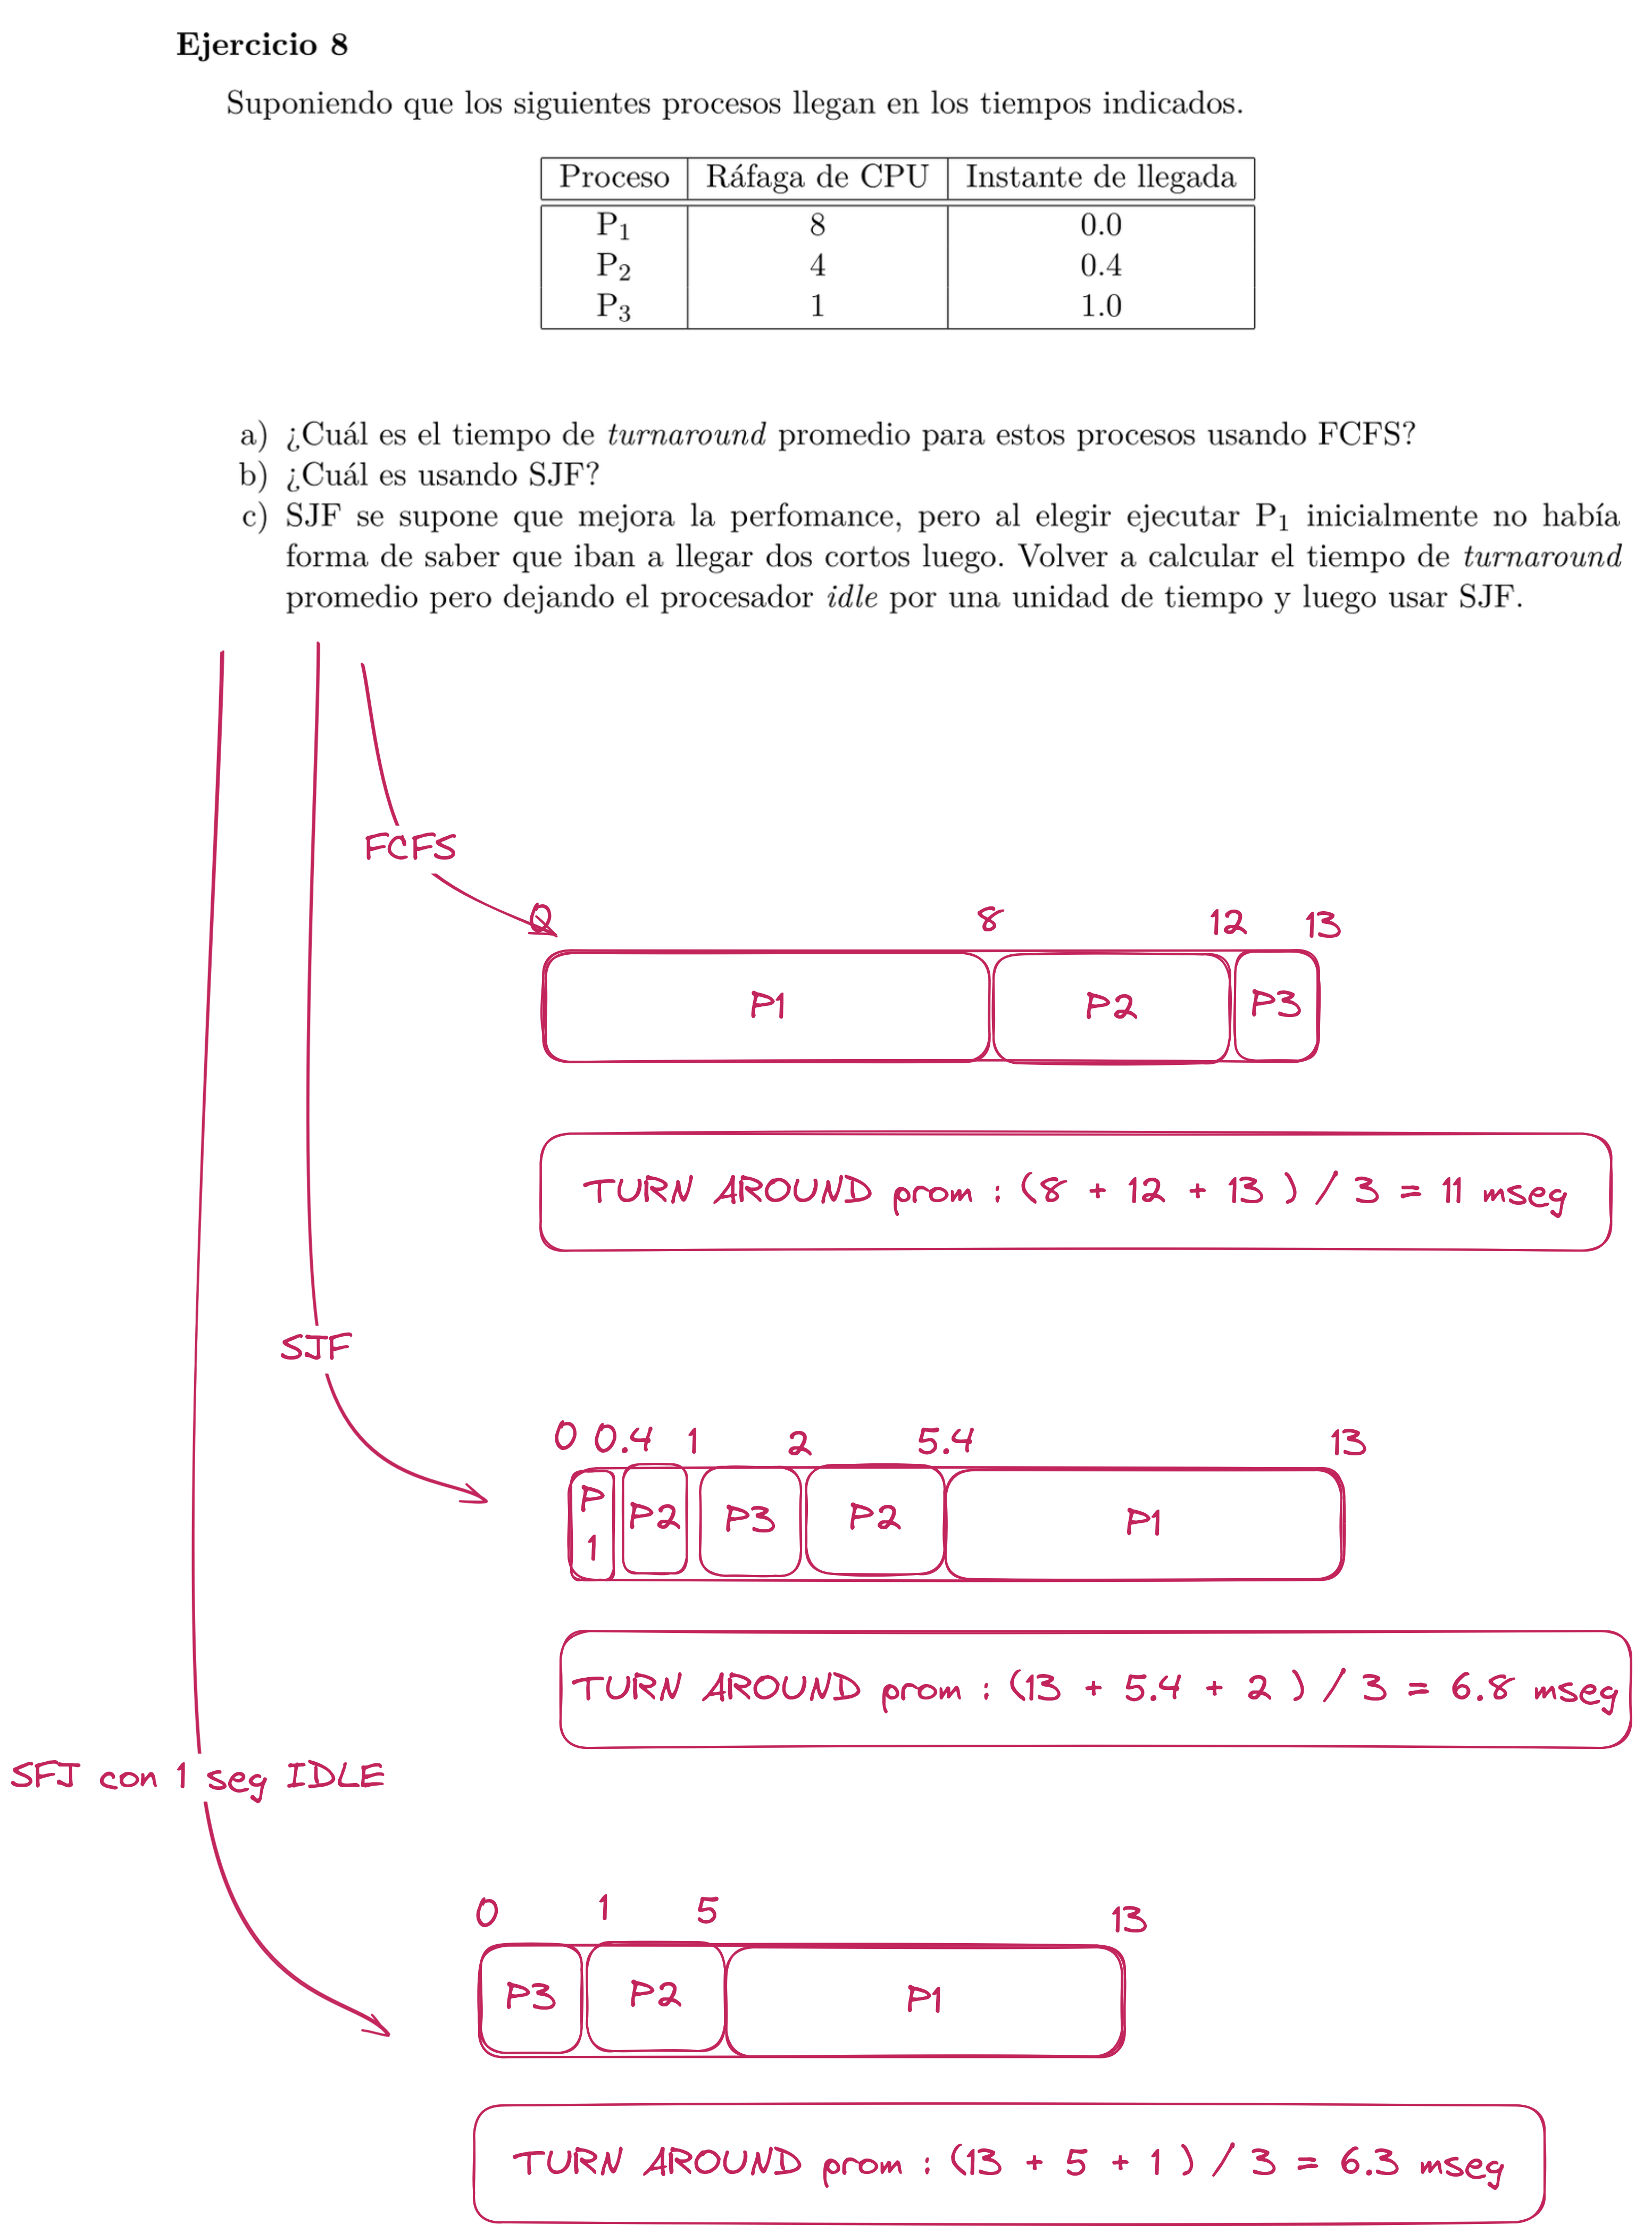 Ejercicio 8
Suponiendo que los siguientes procesos llegan en los tiempos indicados.
Proceso Ráfaga de CPU Instante de llegada
P1 8 0.0
P2 4 0.4
P3 1 1.0
a) ¿Cuál es el tiempo de turnaround promedio para estos procesos usando FCFS?
b) ¿Cuál es usando SJF?
c) SJF se supone que mejora la perfomance, pero al elegir ejecutar P1 inicialmente no había
forma de saber que iban a llegar dos cortos luego. Volver a calcular el tiempo de turnaround
promedio pero dejando el procesador idle por una unidad de tiempo y luego usar SJF.
FCFS
0 8 12 13
P1 P2 P3
TURN AROUND prom : (8 + 12 + 13 ) / 3 = 11 mseg
SJF
0 0.4 1 2 5.4 13
P1 P2 P3 P2 P1
TURN AROUND prom : (13 + 5.4 + 2 ) / 3 = 6.8 mseg
SFJ con 1 seg IDLE
0 1 5 13
P3 P2 P1
TURN AROUND prom : (13 + 5 + 1 ) / 3 = 6.3 mseg